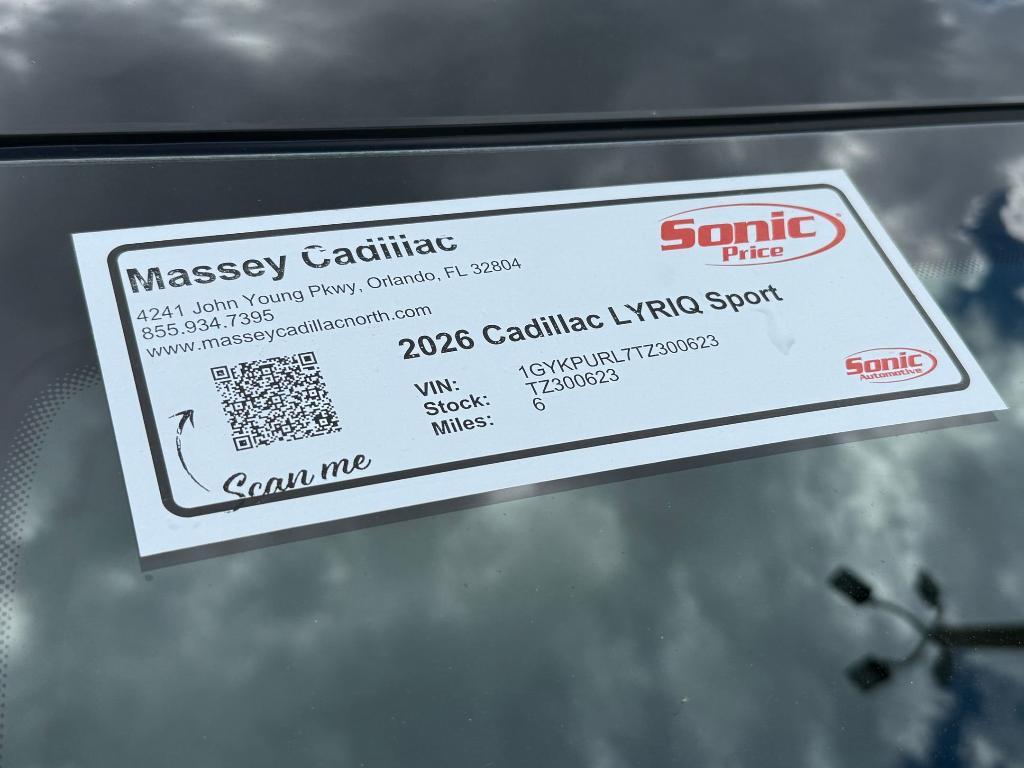 Massey Cadillac
4241 John Young Pkwy, Orlando, FL 32804
855.934.7395
www.masseycadillacnorth.com
Sonic
Price
2026 Cadillac LYRIQ Sport
VIN: 1GYKPURL7TZ300623
Stock: TZ300623
Miles: 6
Scan me
Sonic
Automotive